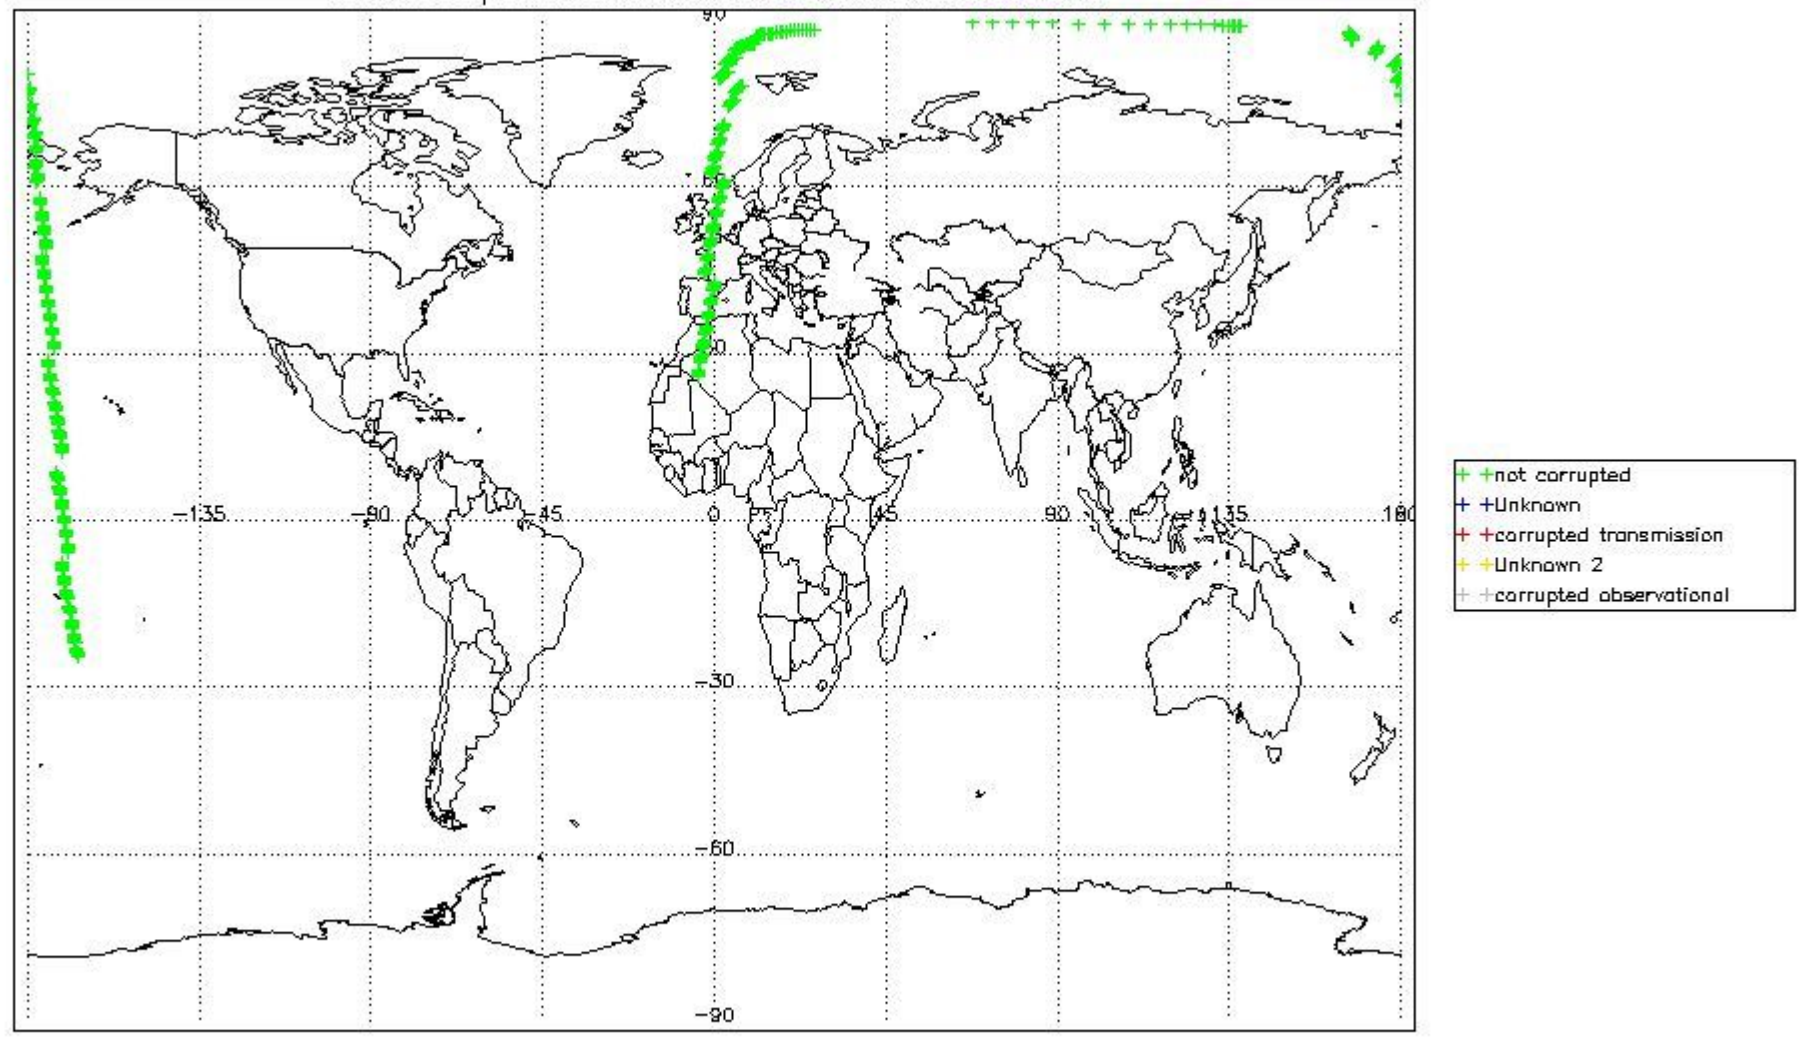 90
60
30
-135 -90 -45 0 45 90 135 180
-30
-60
-90
not corrupted
Unknown
corrupted transmission
Unknown 2
corrupted observational